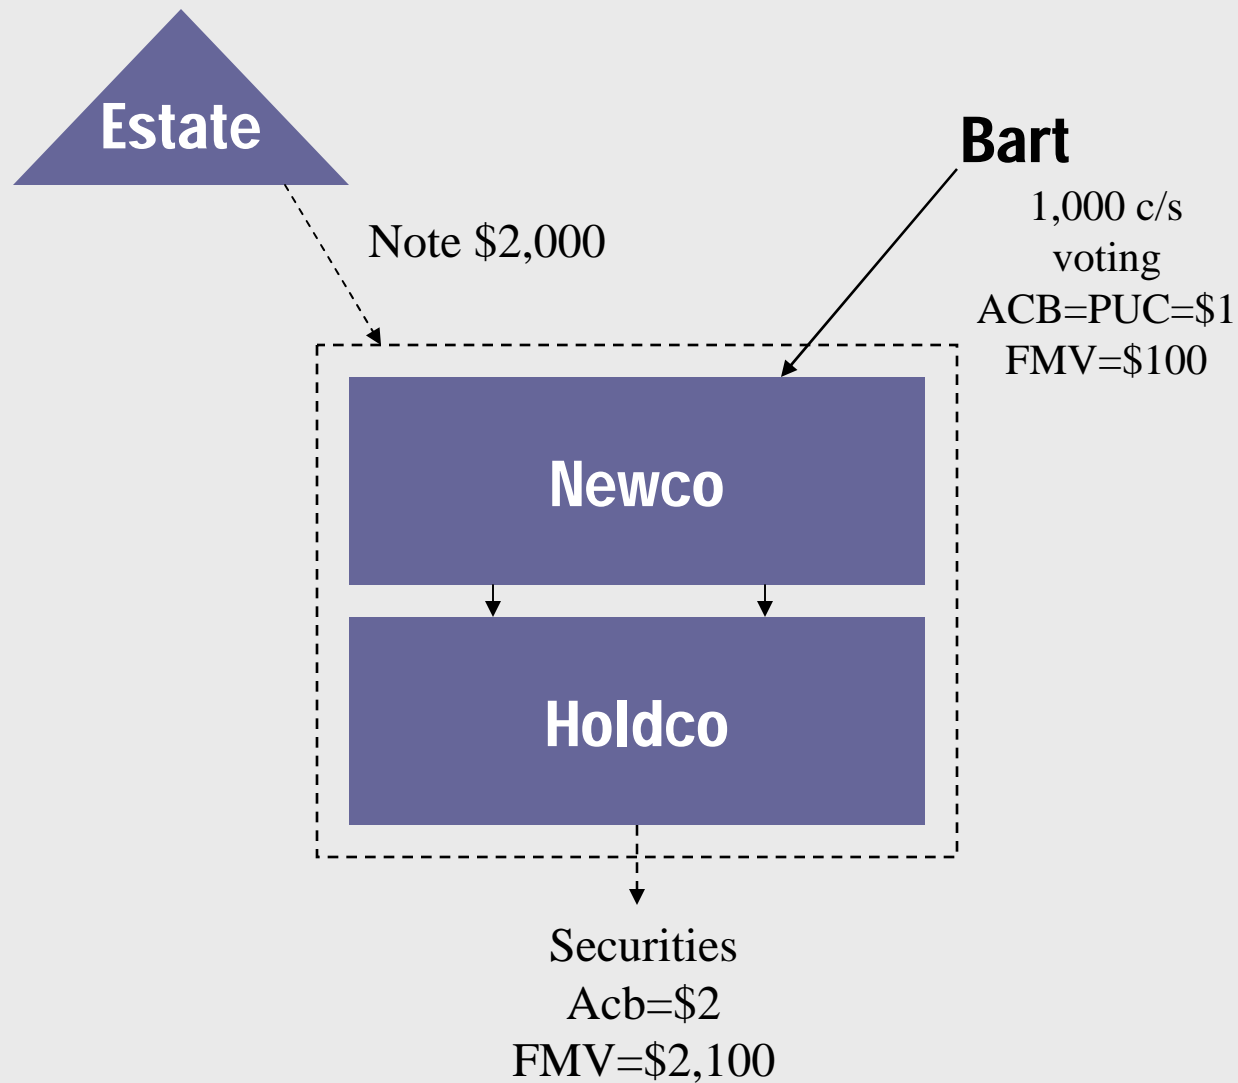 Estate
Bart
1,000 c/s
voting
ACB=PUC=$1
FMV=$100
Note $2,000
Newco
Holdco
Securities
Acb=$2
FMV=$2,100